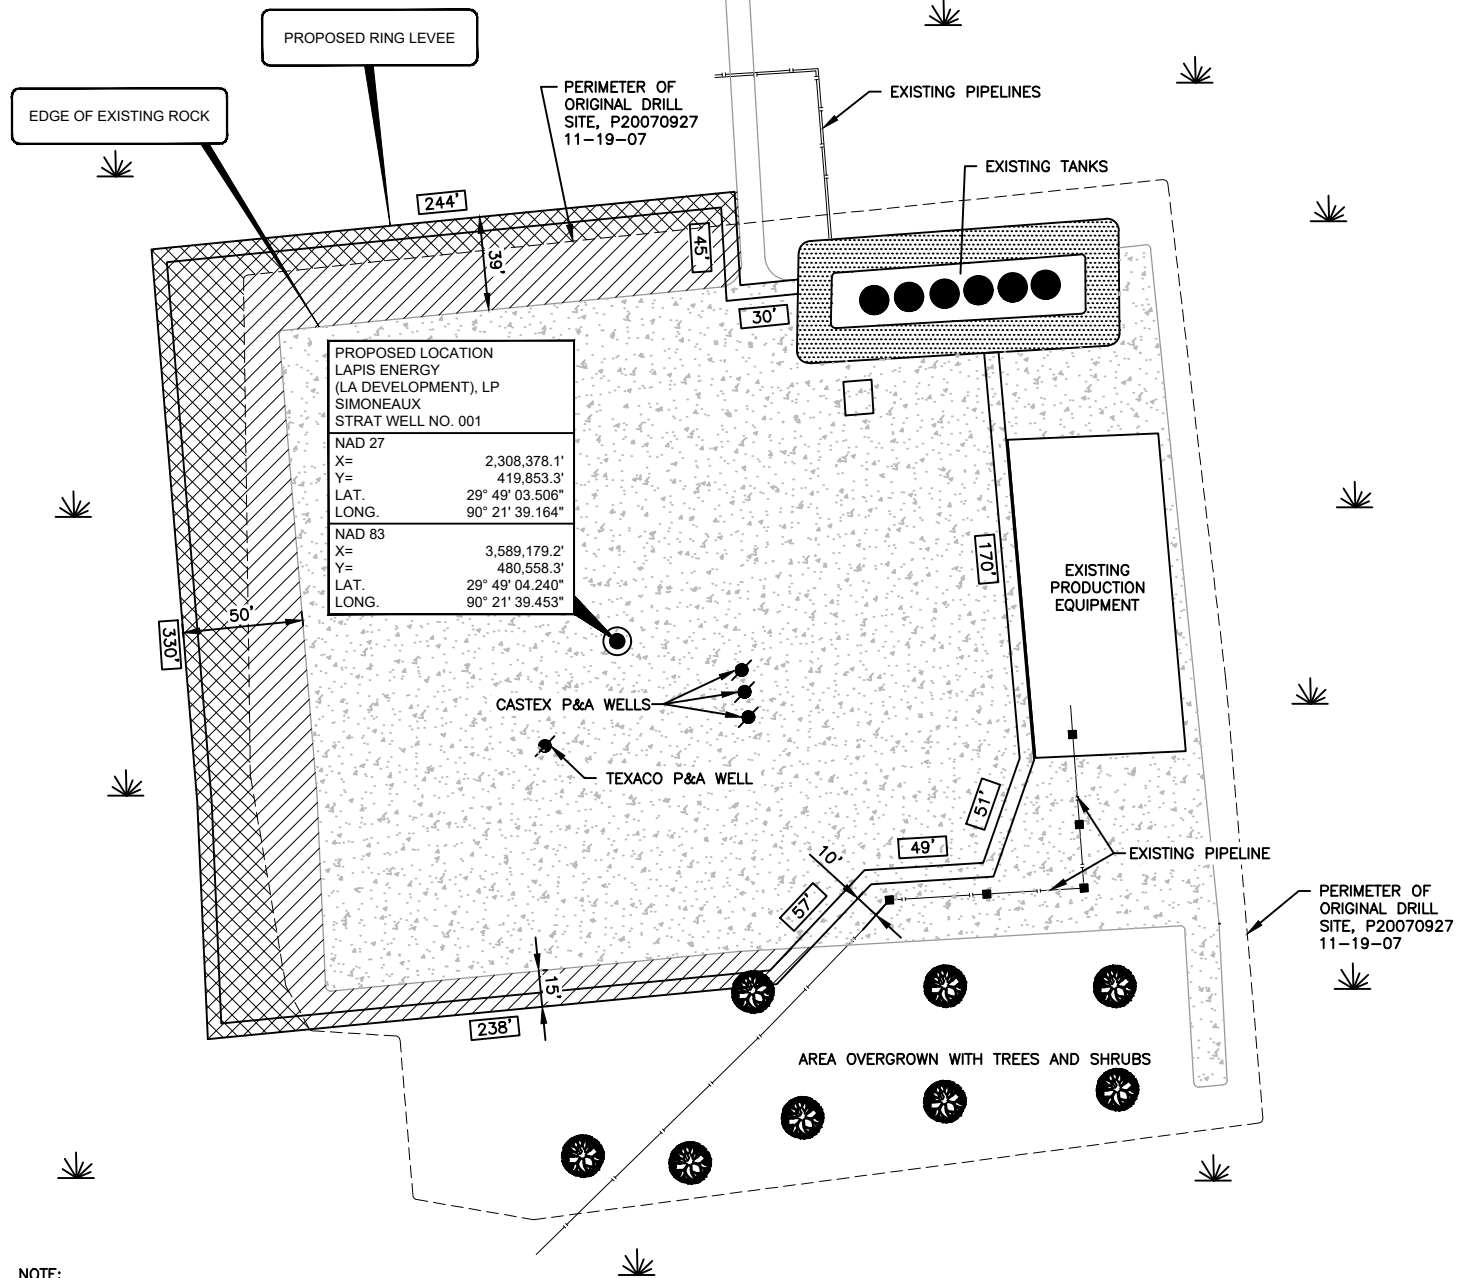 PROPOSED RING LEVEE
EDGE OF EXISTING ROCK
PERIMETER OF
ORIGINAL DRILL
SITE, P20070927
11-19-07
EXISTING PIPELINES
EXISTING TANKS
244'
39'
45'
30'
PROPOSED LOCATION
LAPIS ENERGY
(LA DEVELOPMENT), LP
SIMONEAUX
STRAT WELL NO. 001
NAD 27
X= 2,308,378.1'
Y= 419,853.3'
LAT. 29° 49' 03.506"
LONG. 90° 21' 39.164"
NAD 83
X= 3,589,179.2'
Y= 480,558.3'
LAT. 29° 49' 04.240"
LONG. 90° 21' 39.453"
170'
EXISTING
PRODUCTION
EQUIPMENT
50'
330'
CASTEX P&A WELLS
TEXACO P&A WELL
51'
49'
10'
57'
EXISTING PIPELINE
PERIMETER OF
ORIGINAL DRILL
SITE, P20070927
11-19-07
15'
238'
AREA OVERGROWN WITH TREES AND SHRUBS
NOTE: